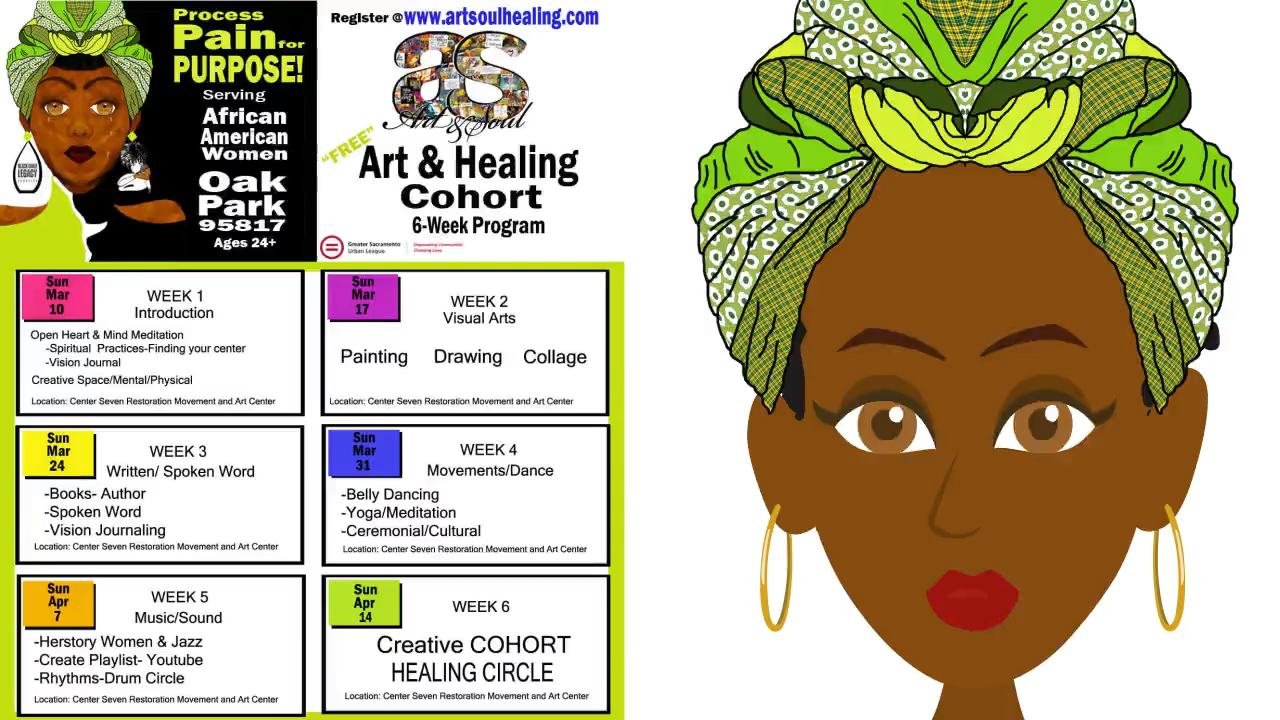 Process
Pain for
PURPOSE!
Serving
African
American
Women
Oak
Park
95817
Ages 24+
BLACK CHILD
LEGACY
Register @www.artsoulhealing.com
as
Art & Soul
"FREE"
Art & Healing
Cohort
6-Week Program
Greater Sacramento
Urban League
Empowering Communities.
Changing Lives.
Sun
Mar
10
WEEK 1
Introduction
Open Heart & Mind Meditation
-Spiritual Practices-Finding your center
-Vision Journal
Creative Space/Mental/Physical
Location: Center Seven Restoration Movement and Art Center
Sun
Mar
17
WEEK 2
Visual Arts
Painting Drawing Collage
Location: Center Seven Restoration Movement and Art Center
Sun
Mar
24
WEEK 3
Written/ Spoken Word
-Books- Author
-Spoken Word
-Vision Journaling
Location: Center Seven Restoration Movement and Art Center
Sun
Mar
31
WEEK 4
Movements/Dance
-Belly Dancing
-Yoga/Meditation
-Ceremonial/Cultural
Location: Center Seven Restoration Movement and Art Center
Sun
Apr
7
WEEK 5
Music/Sound
-Herstory Women & Jazz
-Create Playlist- Youtube
-Rhythms-Drum Circle
Location: Center Seven Restoration Movement and Art Center
Sun
Apr
14
WEEK 6
Creative COHORT
HEALING CIRCLE
Location: Center Seven Restoration Movement and Art Center